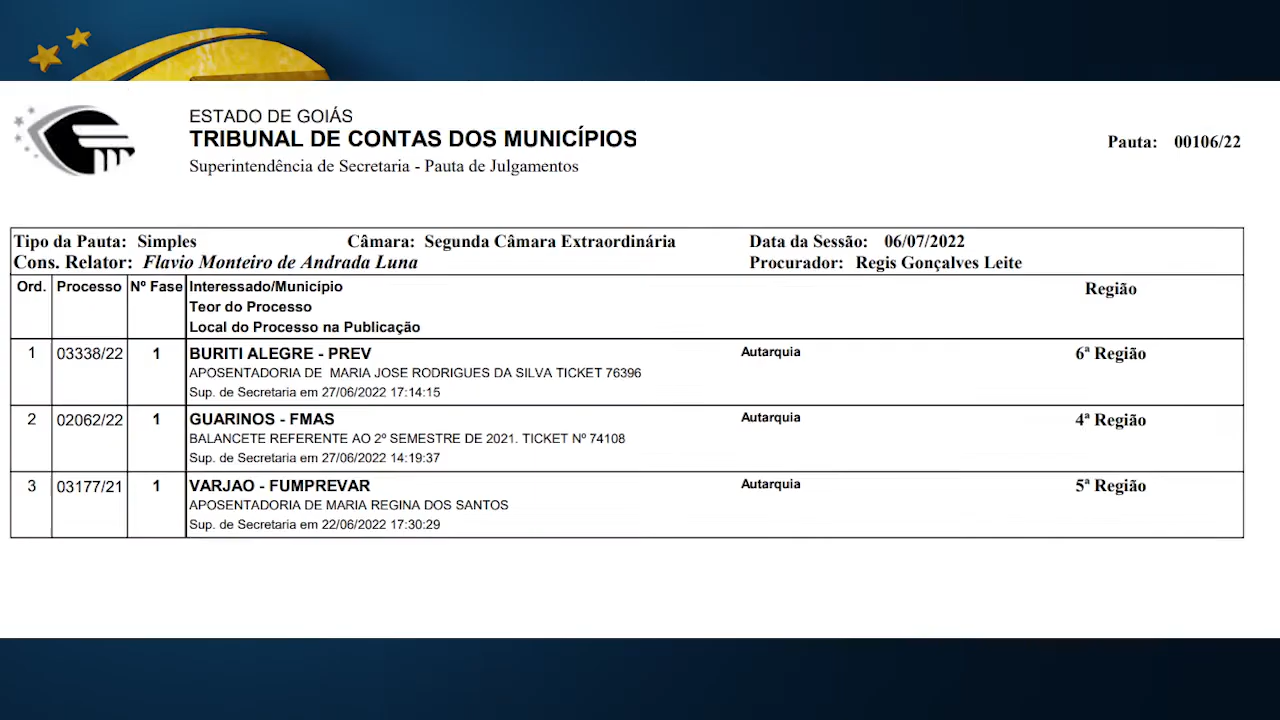 ESTADO DE GOIÁS
TRIBUNAL DE CONTAS DOS MUNICÍPIOS
Superintendência de Secretaria - Pauta de Julgamentos
Pauta: 00106/22
Tipo da Pauta: Simples Câmara: Segunda Câmara Extraordinária Data da Sessão: 06/07/2022
Cons. Relator: Flavio Monteiro de Andrada Luna Procurador: Regis Gonçalves Leite
Ord. Processo Nº Fase Interessado/Município Região
Teor do Processo
Local do Processo na Publicação
1 03338/22 1 BURITI ALEGRE - PREV Autarquia 6ª Região
APOSENTADORIA DE MARIA JOSE RODRIGUES DA SILVA TICKET 76396
Sup. de Secretaria em 27/06/2022 17:14:15
2 02062/22 1 GUARINOS - FMAS Autarquia 4ª Região
BALANCETE REFERENTE AO 2º SEMESTRE DE 2021. TICKET Nº 74108
Sup. de Secretaria em 27/06/2022 14:19:37
3 03177/21 1 VARJAO - FUMPREVAR Autarquia 5ª Região
APOSENTADORIA DE MARIA REGINA DOS SANTOS
Sup. de Secretaria em 22/06/2022 17:30:29